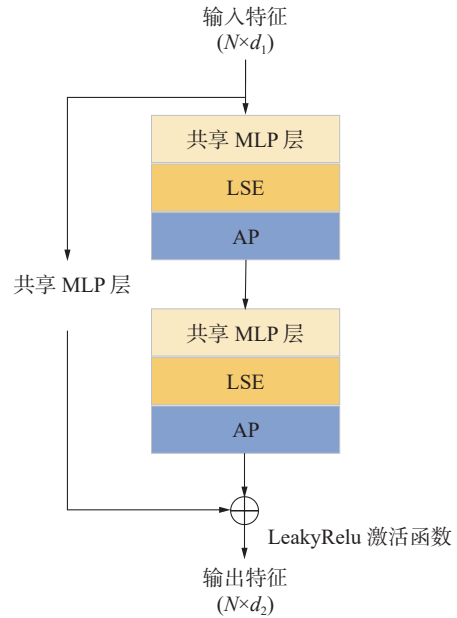 输入特征
(N×d₁)
共享 MLP 层
LSE
AP
共享 MLP 层
共享 MLP 层
LSE
AP
LeakyRelu 激活函数
输出特征
(N×d₂)